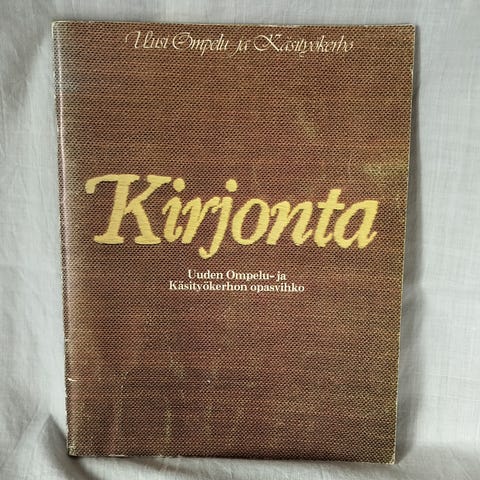 Uusi Ompelu- ja Käsityökerho
Kirjonta
Uuden Ompelu- ja
Käsityökerhon opasvihko